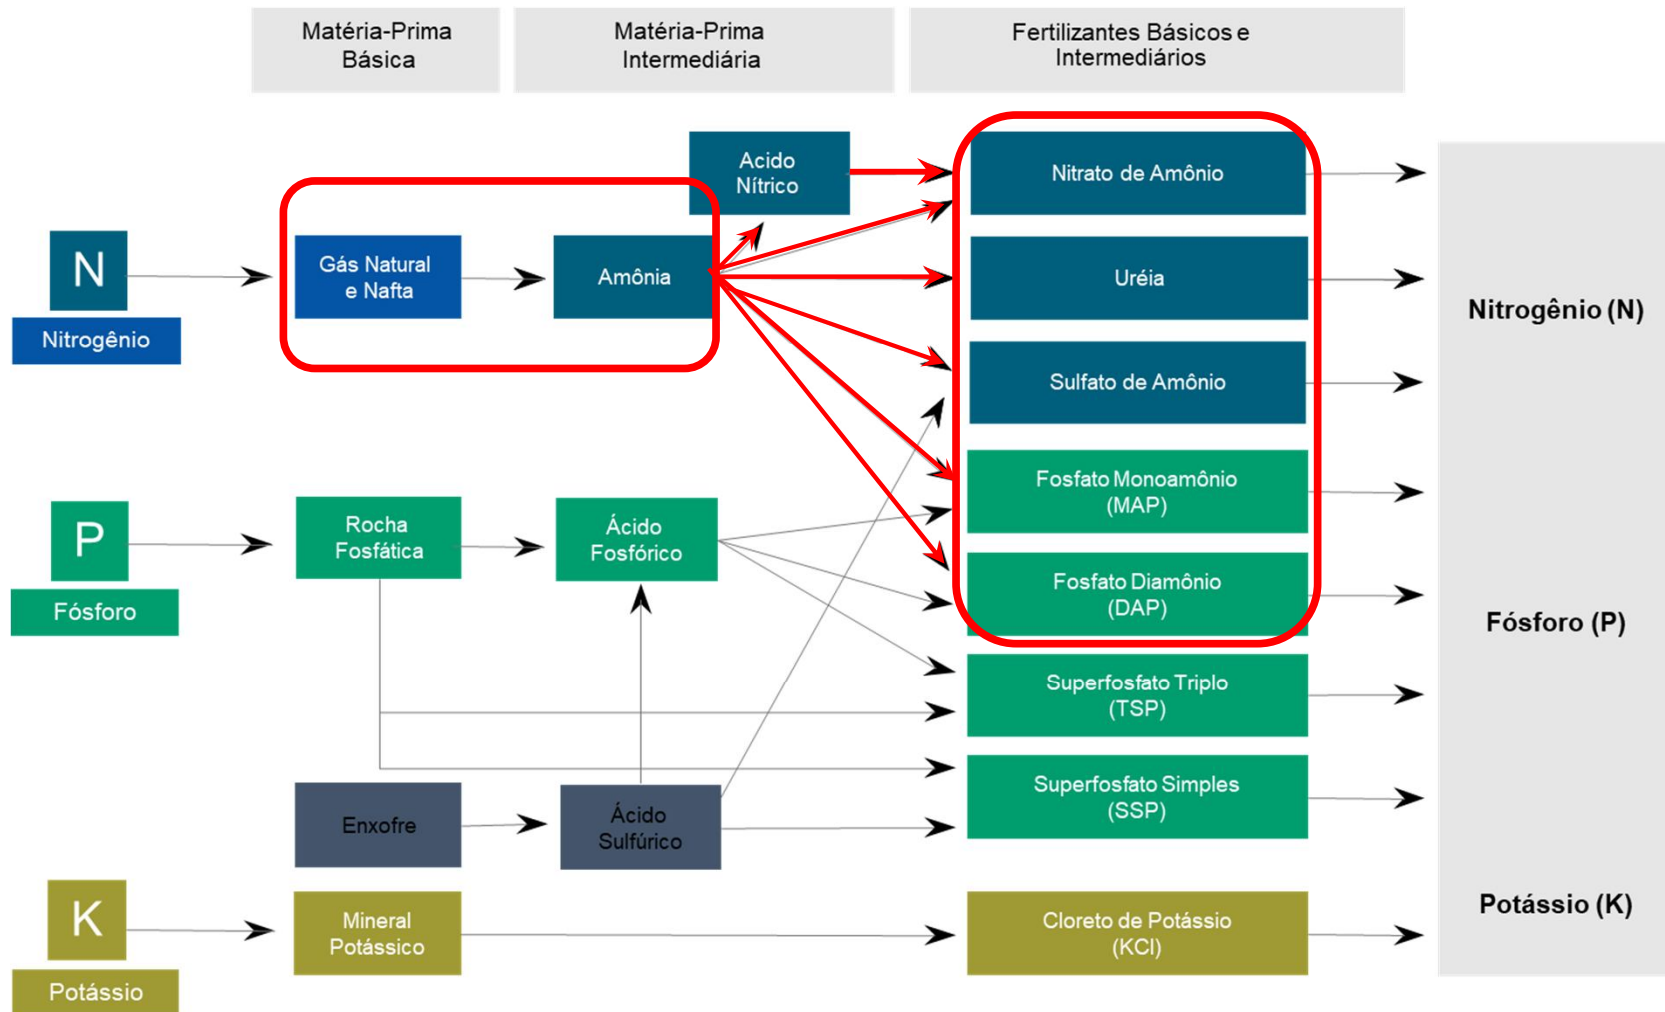 Matéria-Prima
Básica
Matéria-Prima
Intermediária
Fertilizantes Básicos e
Intermediários
N
Nitrogênio
Gás Natural
e Nafta
Amônia
Acido
Nítrico
Nitrato de Amônio
Uréia
Sulfato de Amônio
Nitrogênio (N)
P
Fósforo
Rocha
Fosfática
Ácido
Fosfórico
Fosfato Monoamônio
(MAP)
Fosfato Diamônio
(DAP)
Superfosfato Triplo
(TSP)
Superfosfato Simples
(SSP)
Fósforo (P)
Enxofre
Ácido
Sulfúrico
K
Potássio
Mineral
Potássico
Cloreto de Potássio
(KCl)
Potássio (K)